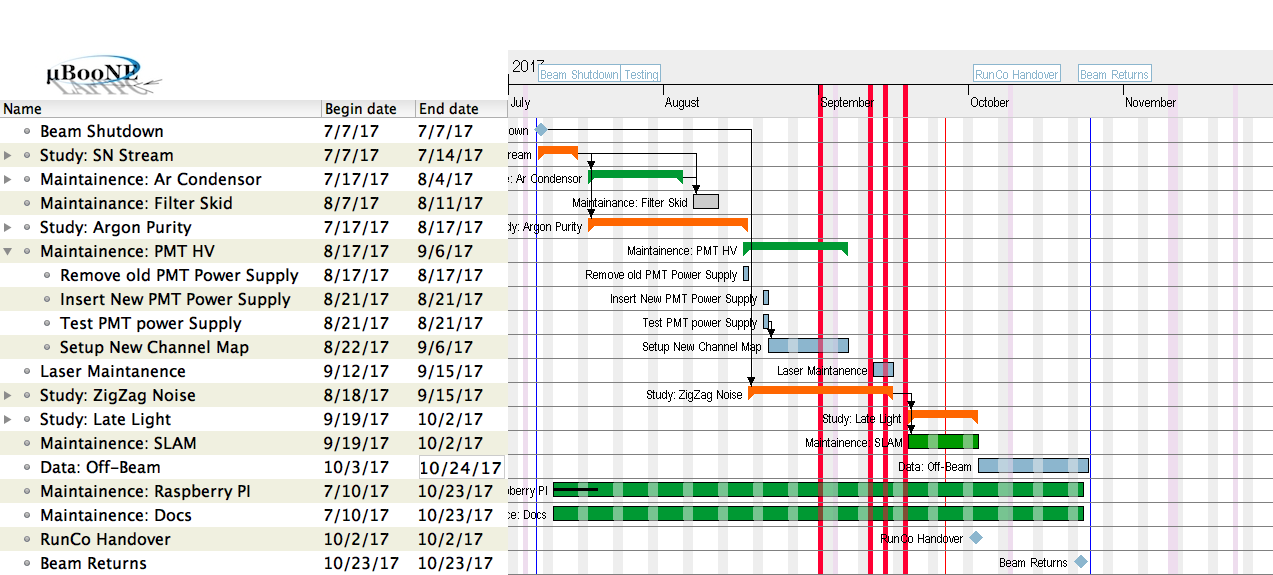 µBooNE
2017
Beam Shutdown Testing RunCo Handover Beam Returns
Name Begin date End date July August September October November
Beam Shutdown 7/7/17 7/7/17 own
Study: SN Stream 7/7/17 7/14/17 ream
Maintainence: Ar Condensor 7/17/17 8/4/17 e: Ar Condensor
Maintainance: Filter Skid 8/7/17 8/11/17 Maintainance: Filter Skid
Study: Argon Purity 7/17/17 8/17/17 dy: Argon Purity
Maintainence: PMT HV 8/17/17 9/6/17 Maintainence: PMT HV
Remove old PMT Power Supply 8/17/17 8/17/17 Remove old PMT Power Supply
Insert New PMT Power Supply 8/21/17 8/21/17 Insert New PMT Power Supply
Test PMT power Supply 8/21/17 8/21/17 Test PMT power Supply
Setup New Channel Map 8/22/17 9/6/17 Setup New Channel Map
Laser Maintanence 9/12/17 9/15/17 Laser Maintanence
Study: ZigZag Noise 8/18/17 9/15/17 Study: ZigZag Noise
Study: Late Light 9/19/17 10/2/17 Study: Late Light
Maintainence: SLAM 9/19/17 10/2/17 Maintainence: SLAM
Data: Off-Beam 10/3/17 10/24/17 Data: Off-Beam
Maintainence: Raspberry PI 7/10/17 10/23/17 berry PI
Maintainence: Docs 7/10/17 10/23/17 ce: Docs
RunCo Handover 10/2/17 10/2/17 RunCo Handover
Beam Returns 10/23/17 10/23/17 Beam Returns